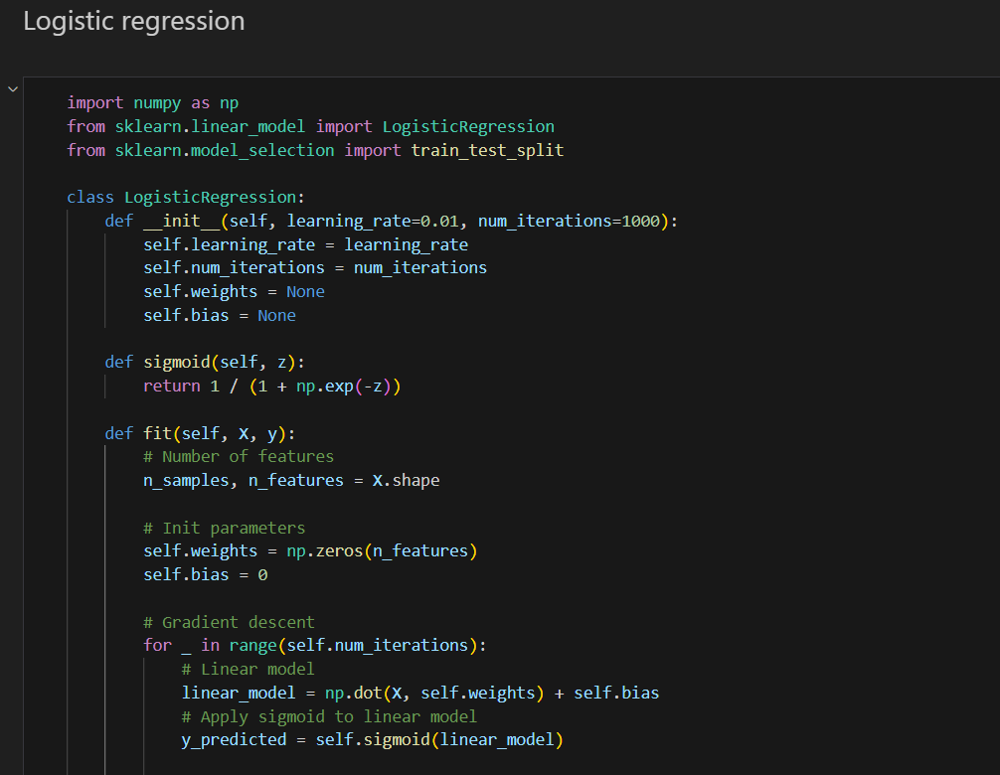 Logistic regression
import numpy as np
from sklearn.linear_model import LogisticRegression
from sklearn.model_selection import train_test_split
class LogisticRegression:
def __init__(self, learning_rate=0.01, num_iterations=1000):
self.learning_rate = learning_rate
self.num_iterations = num_iterations
self.weights = None
self.bias = None
def sigmoid(self, z):
return 1 / (1 + np.exp(-z))
def fit(self, X, y):
# Number of features
n_samples, n_features = X.shape
# Init parameters
self.weights = np.zeros(n_features)
self.bias = 0
# Gradient descent
for _ in range(self.num_iterations):
# Linear model
linear_model = np.dot(X, self.weights) + self.bias
# Apply sigmoid to linear model
y_predicted = self.sigmoid(linear_model)